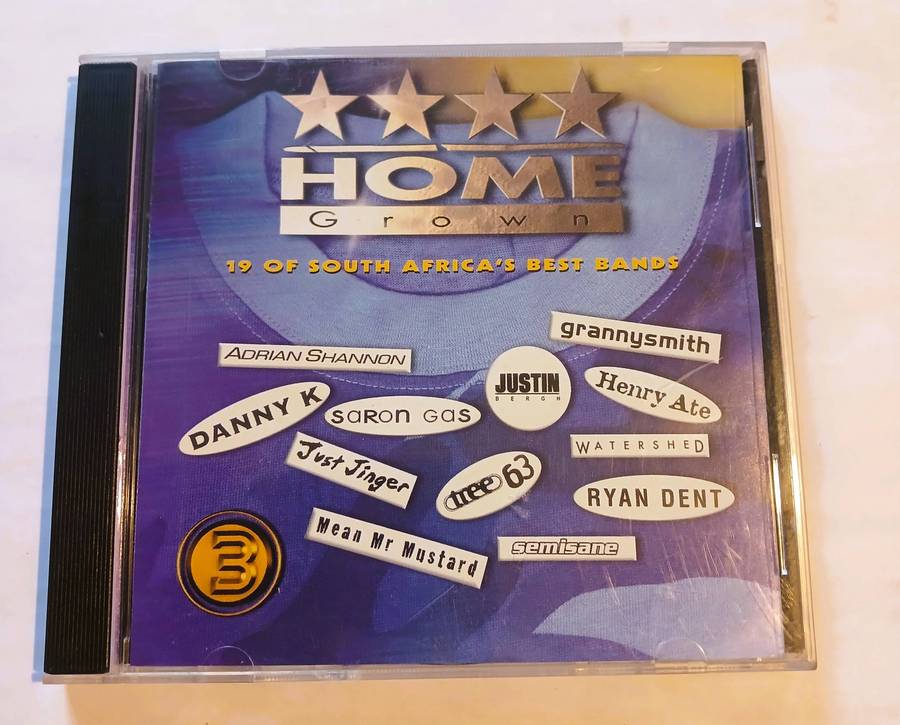 HOME
Grown
19 OF SOUTH AFRICA'S BEST BANDS
grannysmith
ADRIAN SHANNON
JUSTIN
BERGH
Henry Ate
DANNY K
saron gas
WATERSHED
Just Jinger
tree 63
RYAN DENT
Mean Mr Mustard
semisane
3